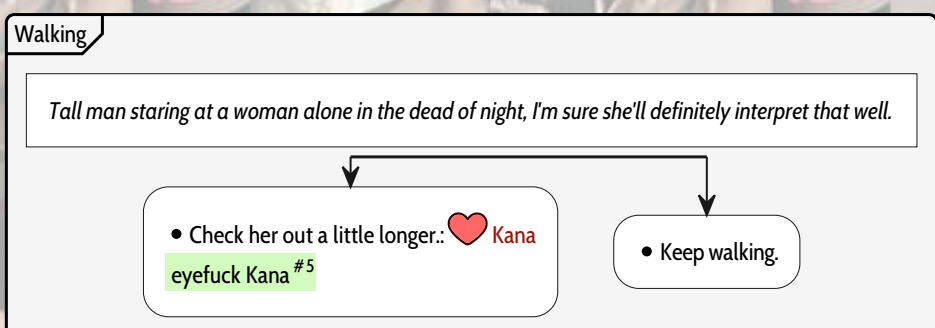 Walking
Tall man staring at a woman alone in the dead of night, I'm sure she'll definitely interpret that well.
• Check her out a little longer.: Kana
eyefuck Kana #5
• Keep walking.